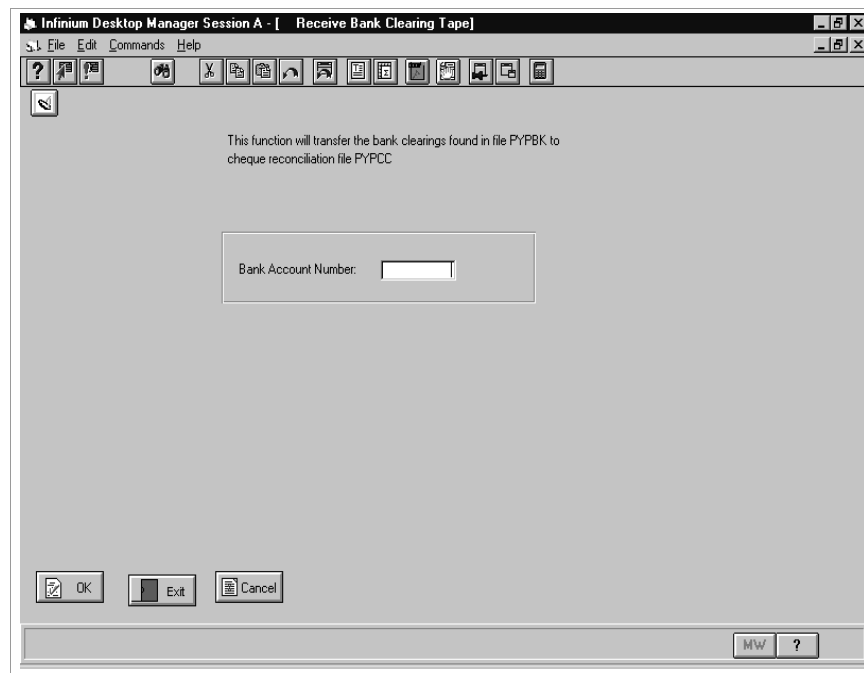 Infinium Desktop Manager Session A - [ Receive Bank Clearing Tape]
File Edit Commands Help
This function will transfer the bank clearings found in file PYPBK to
cheque reconciliation file PYPCC
Bank Account Number:
OK Exit Cancel
MW ?